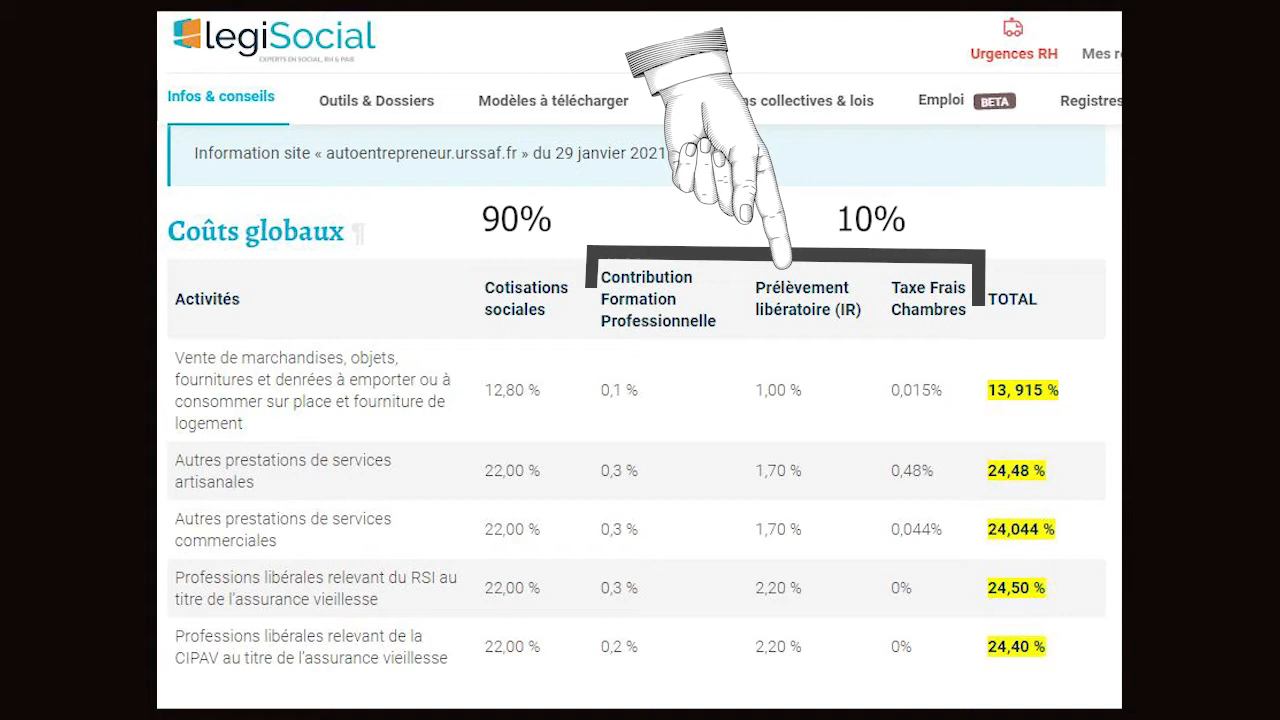 legiSocial
EXPERTS EN SOCIAL, RH & PAIE
Urgences RH
Mes
Infos & conseils
Outils & Dossiers
Modèles à télécharger
collectives & lois
Emploi BETA
Registres
Information site « autoentrepreneur.urssaf.fr » du 29 janvier 2021
90%
10%
Coûts globaux ¶
Activités
Cotisations
sociales
Contribution
Formation
Professionnelle
Prélèvement
libératoire (IR)
Taxe Frais
Chambres
TOTAL
Vente de marchandises, objets,
fournitures et denrées à emporter ou à
consommer sur place et fourniture de
logement
12,80 %
0,1 %
1,00 %
0,015%
13, 915 %
Autres prestations de services
artisanales
22,00 %
0,3 %
1,70 %
0,48%
24,48 %
Autres prestations de services
commerciales
22,00 %
0,3 %
1,70 %
0,044%
24,044 %
Professions libérales relevant du RSI au
titre de l'assurance vieillesse
22,00 %
0,3 %
2,20 %
0%
24,50 %
Professions libérales relevant de la
CIPAV au titre de l'assurance vieillesse
22,00 %
0,2 %
2,20 %
0%
24,40 %